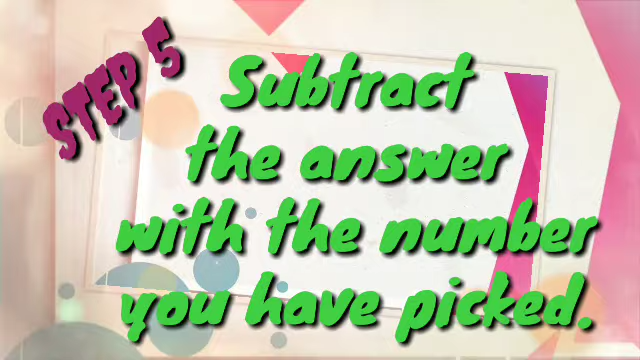 STEP 5
Subtract
the answer
with the number
you have picked.